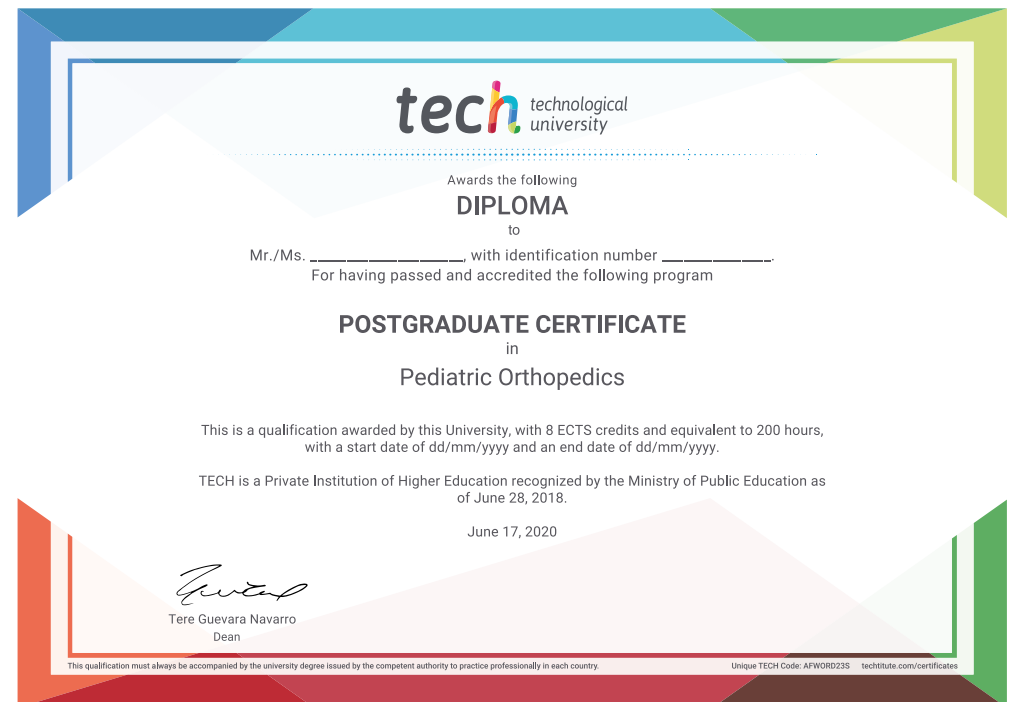 tech technological
university
Awards the following
DIPLOMA
to
Mr./Ms. ____________________, with identification number ______________.
For having passed and accredited the following program
POSTGRADUATE CERTIFICATE
in
Pediatric Orthopedics
This is a qualification awarded by this University, with 8 ECTS credits and equivalent to 200 hours,
with a start date of dd/mm/yyyy and an end date of dd/mm/yyyy.
TECH is a Private Institution of Higher Education recognized by the Ministry of Public Education as
of June 28, 2018.
June 17, 2020
Tere Guevara Navarro
Dean
This qualification must always be accompanied by the university degree issued by the competent authority to practice professionally in each country.
Unique TECH Code: AFWORD23S techtitute.com/certificates